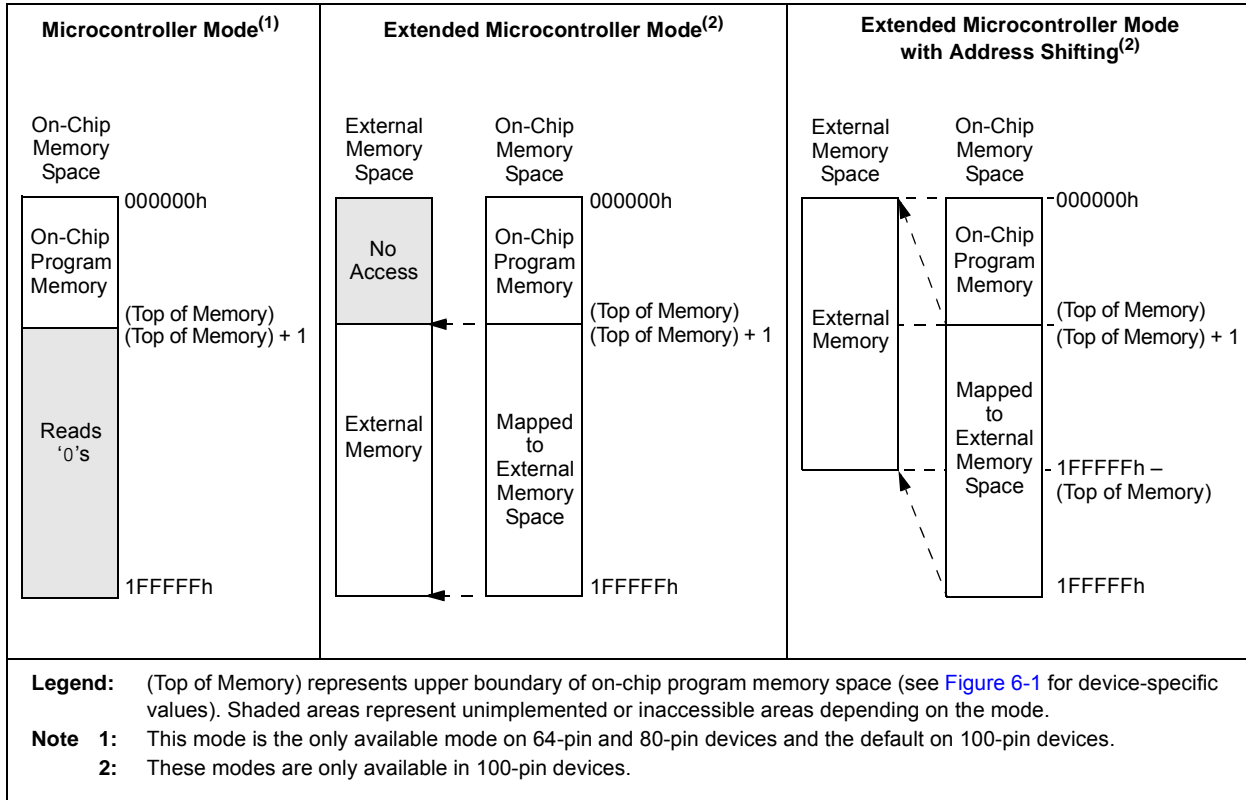 Microcontroller Mode(1)
On-Chip
Memory
Space
000000h
On-Chip
Program
Memory
(Top of Memory)
(Top of Memory) + 1
Reads
‘0’s
1FFFFFh
Extended Microcontroller Mode(2)
External
Memory
Space
On-Chip
Memory
Space
000000h
No
Access
On-Chip
Program
Memory
(Top of Memory)
(Top of Memory) + 1
External
Memory
Mapped
to
External
Memory
Space
1FFFFFh
Extended Microcontroller Mode
with Address Shifting(2)
External
Memory
Space
On-Chip
Memory
Space
000000h
On-Chip
Program
Memory
External
Memory
(Top of Memory)
(Top of Memory) + 1
Mapped
to
External
Memory
Space
1FFFFFh –
(Top of Memory)
1FFFFFh
Legend: (Top of Memory) represents upper boundary of on-chip program memory space (see Figure 6-1 for device-specific
values). Shaded areas represent unimplemented or inaccessible areas depending on the mode.
Note 1: This mode is the only available mode on 64-pin and 80-pin devices and the default on 100-pin devices.
2: These modes are only available in 100-pin devices.